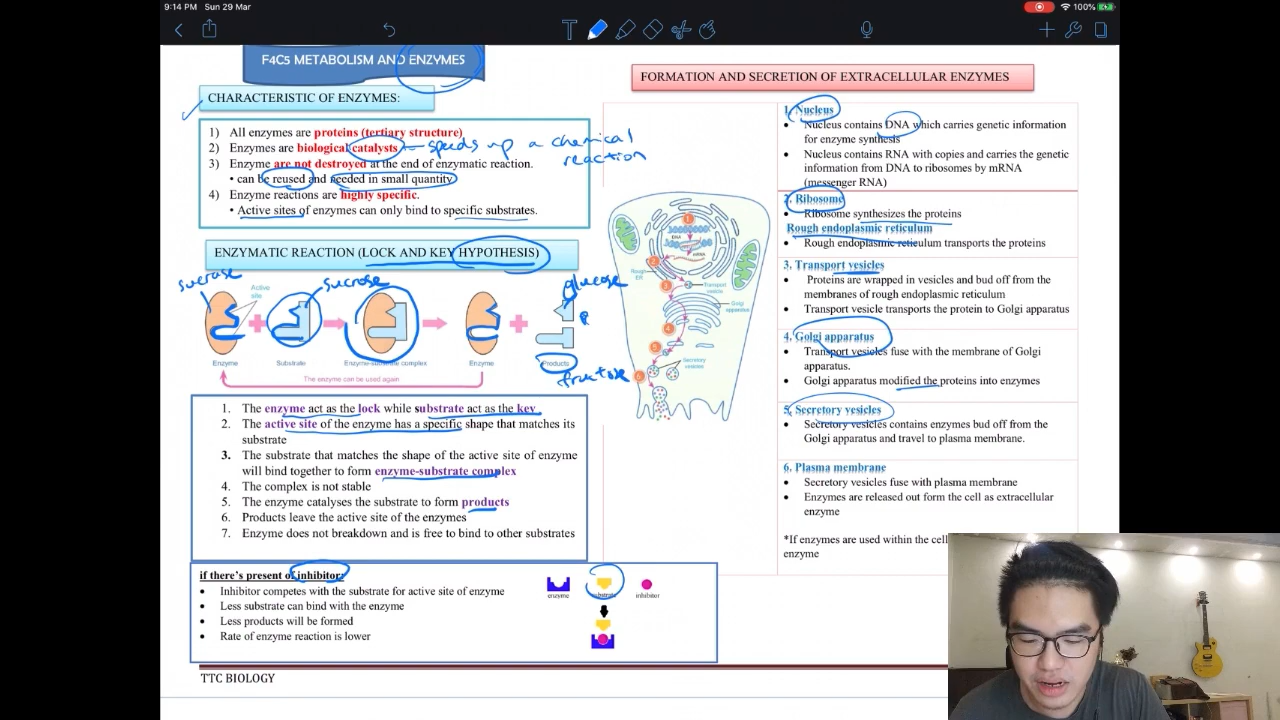 9:14 PM Sun 29 Mar
100%
F4C5 METABOLISM AND ENZYMES
CHARACTERISTIC OF ENZYMES:
1) All enzymes are proteins (tertiary structure)
2) Enzymes are biological catalysts
speeds up a chemical
reaction
3) Enzyme are not destroyed at the end of enzymatic reaction.
• can be reused and needed in small quantity
4) Enzyme reactions are highly specific.
• Active sites of enzymes can only bind to specific substrates.
ENZYMATIC REACTION (LOCK AND KEY HYPOTHESIS)
sucrase
Active
site
sucrose
glucose
Enzyme
Substrate
Enzyme-substrate complex
Enzyme
Products
fructose
The enzyme can be used again
1. The enzyme act as the lock while substrate act as the key
2. The active site of the enzyme has a specific shape that matches its
substrate
3. The substrate that matches the shape of the active site of enzyme
will bind together to form enzyme-substrate complex
4. The complex is not stable
5. The enzyme catalyses the substrate to form products
6. Products leave the active site of the enzymes
7. Enzyme does not breakdown and is free to bind to other substrates
if there's present of inhibitor:
• Inhibitor competes with the substrate for active site of enzyme
• Less substrate can bind with the enzyme
• Less products will be formed
• Rate of enzyme reaction is lower
enzyme
substrate
inhibitor
TTC BIOLOGY
FORMATION AND SECRETION OF EXTRACELLULAR ENZYMES
1
DNA
mRNA
2
Rough
ER
3
Transport
vesicle
Golgi
apparatus
4
5
Secretory
vesicles
6
1. Nucleus
• Nucleus contains DNA which carries genetic information
for enzyme synthesis
• Nucleus contains RNA with copies and carries the genetic
information from DNA to ribosomes by mRNA
(messenger RNA)
2. Ribosome
• Ribosome synthesizes the proteins
Rough endoplasmic reticulum
• Rough endoplasmic reticulum transports the proteins
3. Transport vesicles
• Proteins are wrapped in vesicles and bud off from the
membranes of rough endoplasmic reticulum
• Transport vesicle transports the protein to Golgi apparatus
4. Golgi apparatus
• Transport vesicles fuse with the membrane of Golgi
apparatus.
• Golgi apparatus modified the proteins into enzymes
5. Secretory vesicles
• Secretory vesicles contains enzymes bud off from the
Golgi apparatus and travel to plasma membrane.
6. Plasma membrane
• Secretory vesicles fuse with plasma membrane
• Enzymes are released out form the cell as extracellular
enzyme
*If enzymes are used within the cell
enzyme